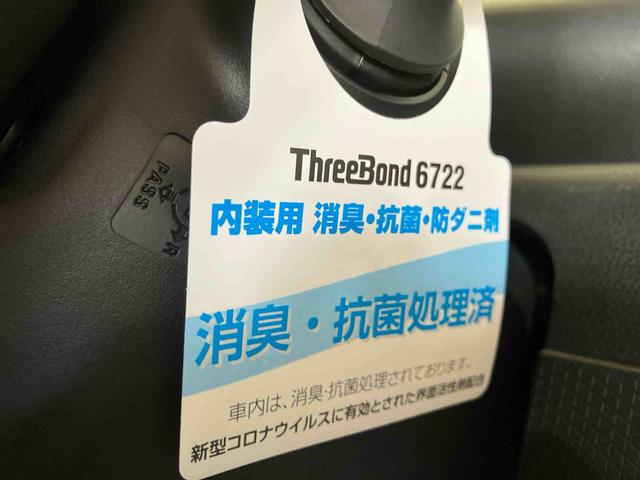 ThreeBond 6722
内装用 消臭・抗菌・防ダニ剤
消臭・抗菌処理済
車内は、消臭・抗菌処理されております。
新型コロナウイルスに有効とされた界面活性剤配合
PASS